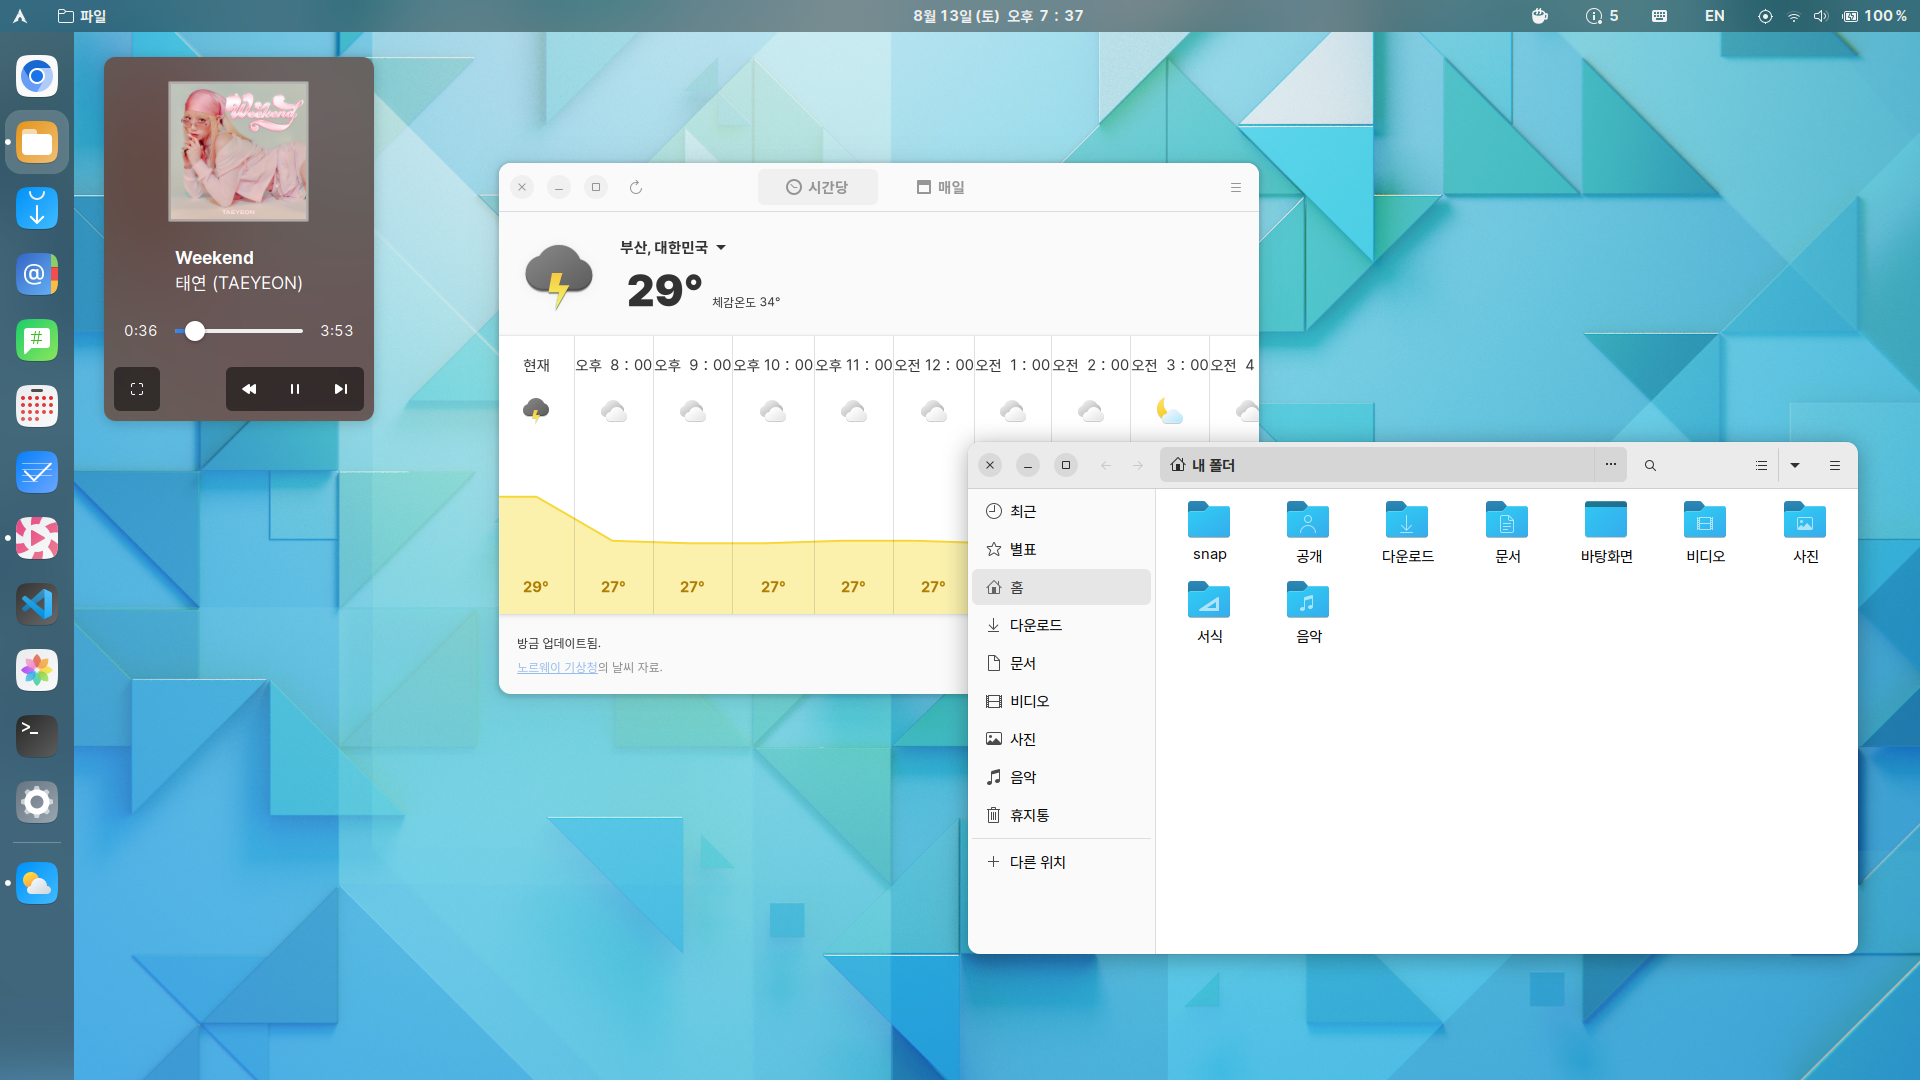 파일
8월 13일 (토) 오후 7 : 37
5
EN
100 %
Weekend
TAEYEON
Weekend
태연 (TAEYEON)
0:36
3:53
시간당
매일
부산, 대한민국
29°
체감온도 34°
현재
오후 8 : 00
오후 9 : 00
오후 10 : 00
오후 11 : 00
오전 12 : 00
오전 1 : 00
오전 2 : 00
오전 3 : 00
오전 4
29°
27°
27°
27°
27°
27°
방금 업데이트됨.
노르웨이 기상청의 날씨 자료.
내 폴더
최근
별표
홈
다운로드
문서
비디오
사진
음악
휴지통
다른 위치
snap
공개
다운로드
문서
바탕화면
비디오
사진
서식
음악